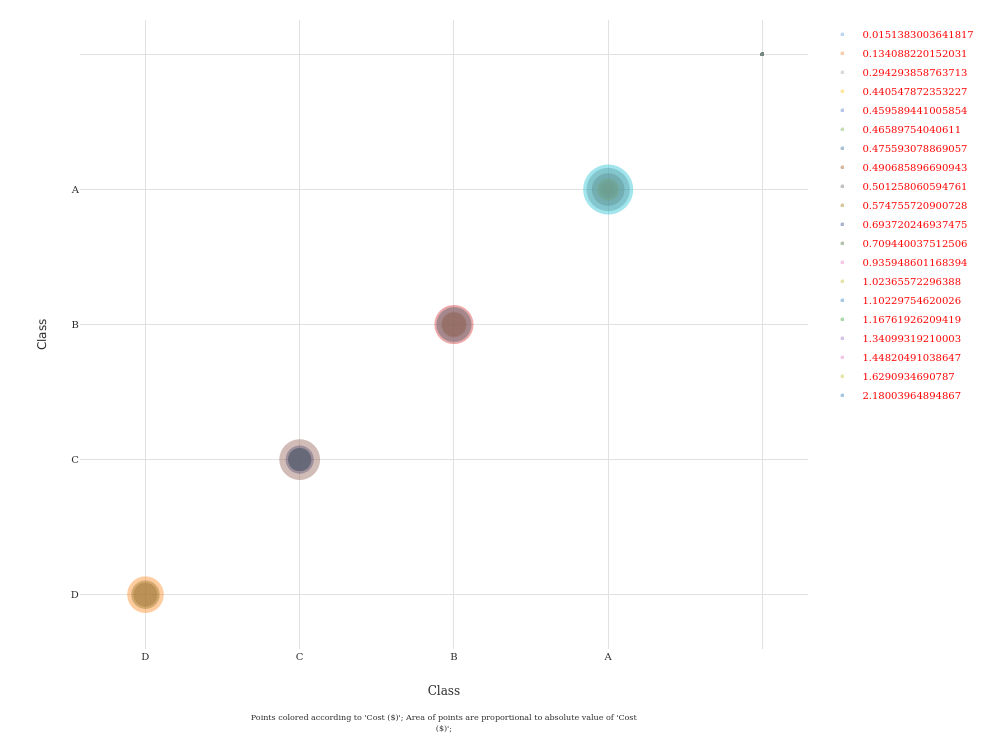 0.0151383003641817
0.134088220152031
0.294293858763713
0.440547872353227
0.459589441005854
0.46589754040611
0.475593078869057
0.490685896690943
0.501258060594761
0.574755720900728
0.693720246937475
0.709440037512506
0.935948601168394
1.02365572296388
1.10229754620026
1.16761926209419
1.34099319210003
1.44820491038647
1.6290934690787
2.18003964894867
A
B
C
D
Class
D C B A
Class
Points colored according to 'Cost ($)'; Area of points are proportional to absolute value of 'Cost
($)';